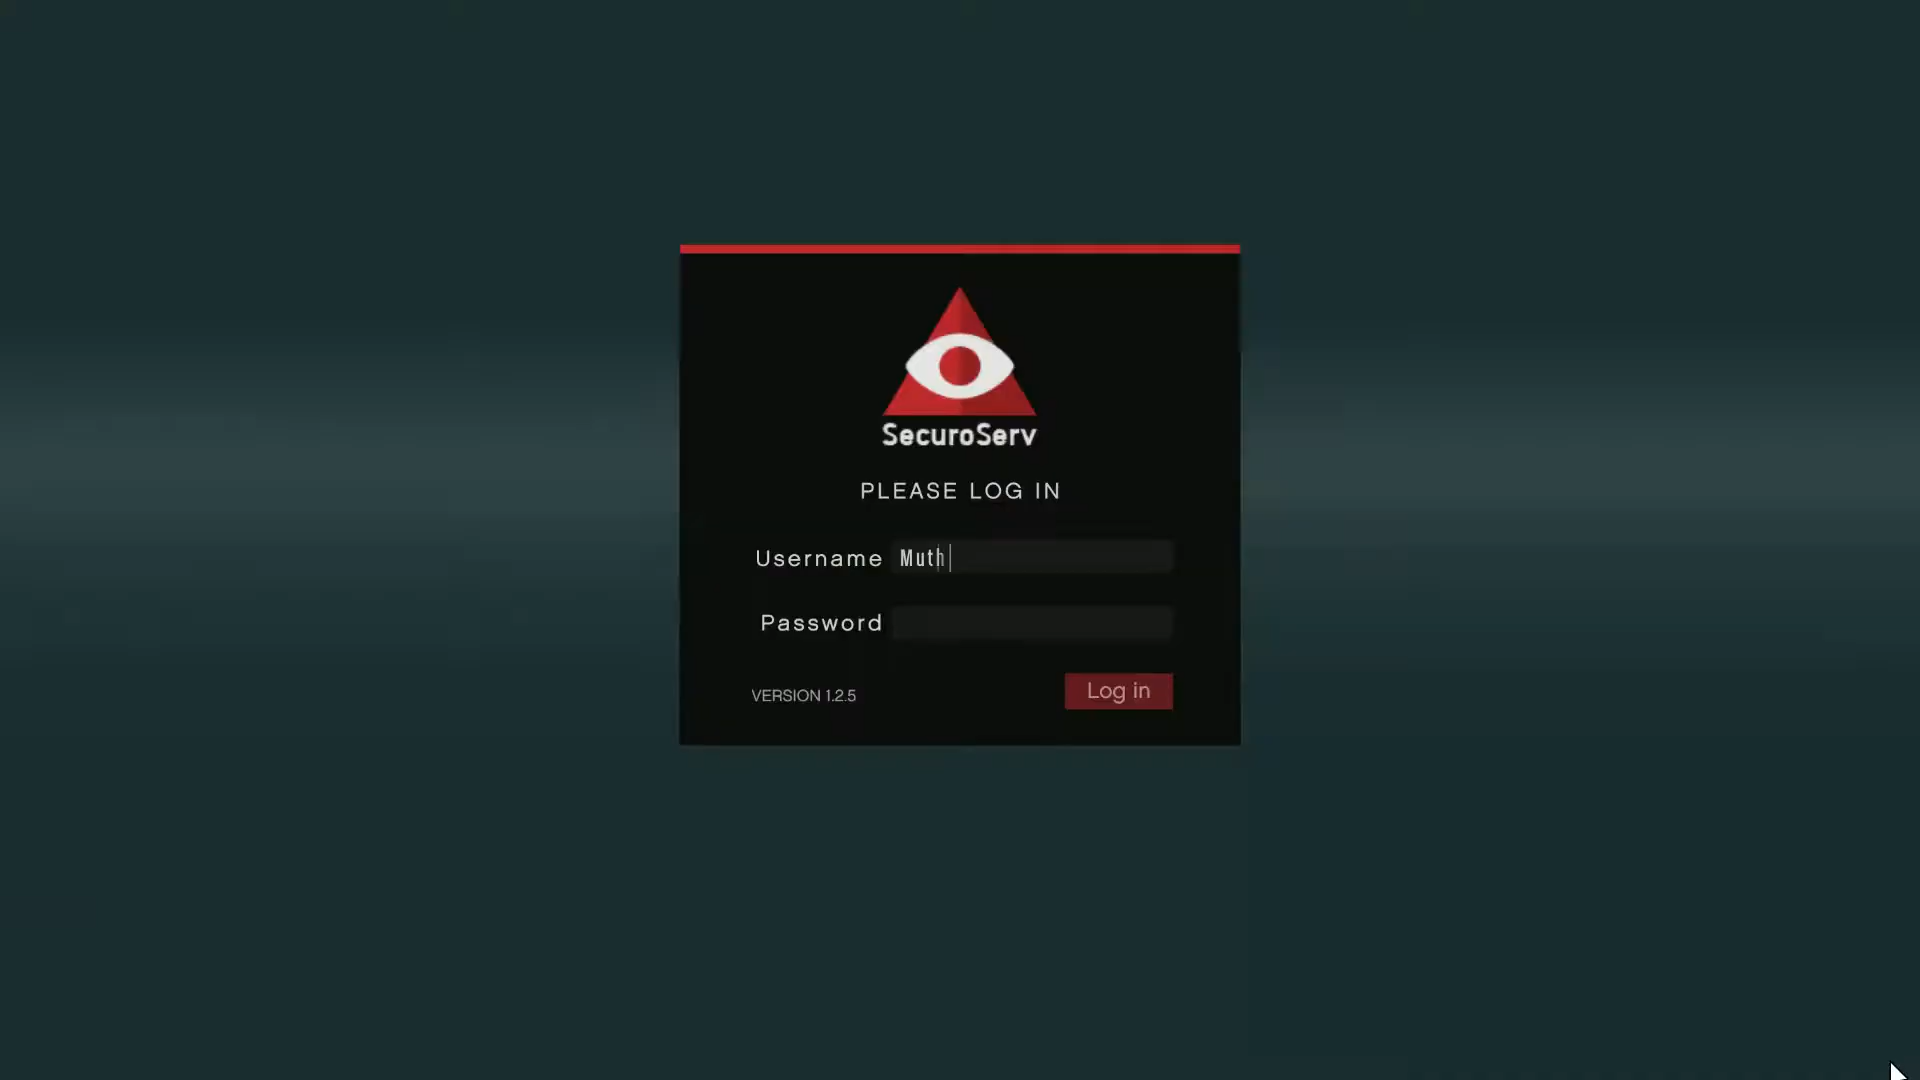 SecuroServ
PLEASE LOG IN
Username Muth
Password
VERSION 1.2.5 Log in